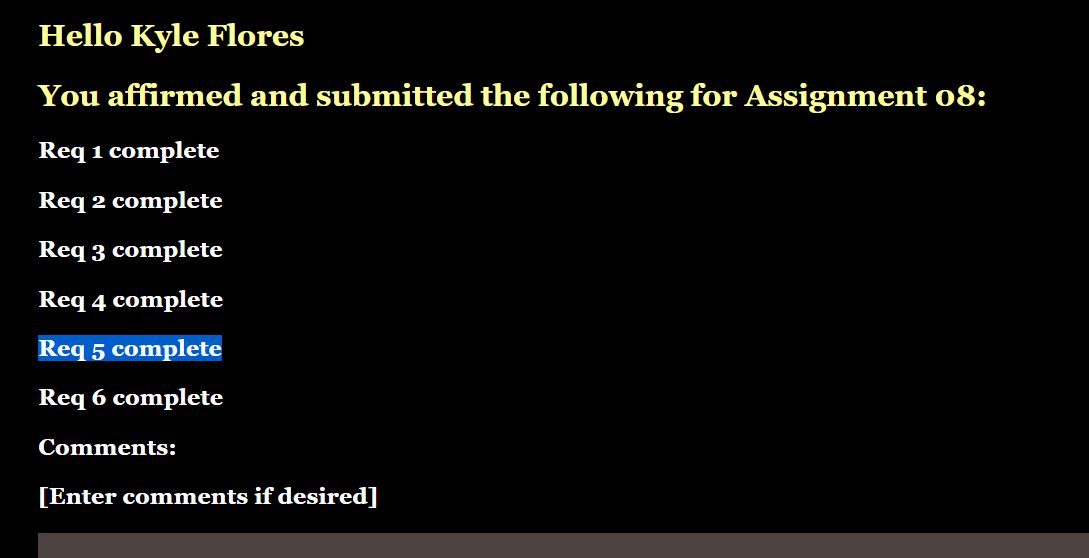 Hello Kyle Flores
You affirmed and submitted the following for Assignment 08:
Req 1 complete
Req 2 complete
Req 3 complete
Req 4 complete
Req 5 complete
Req 6 complete
Comments:
[Enter comments if desired]